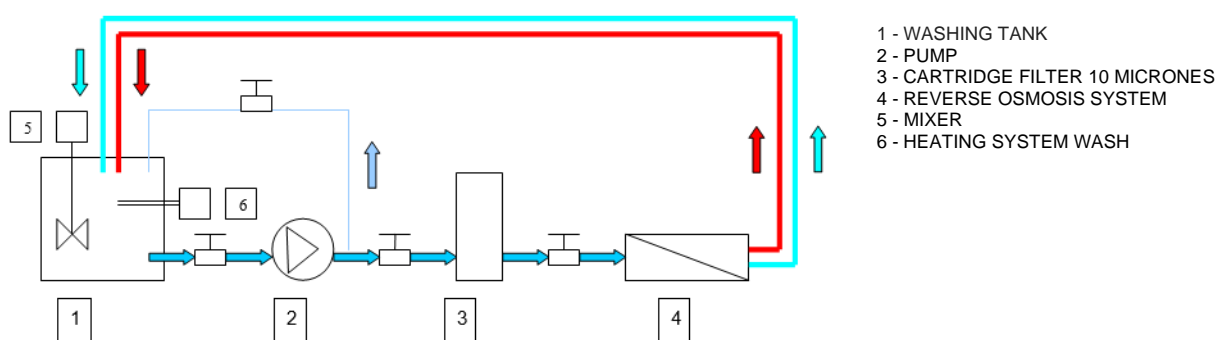 1 - WASHING TANK
2 - PUMP
3 - CARTRIDGE FILTER 10 MICRONES
4 - REVERSE OSMOSIS SYSTEM
5 - MIXER
6 - HEATING SYSTEM WASH
5
6
1
2
3
4